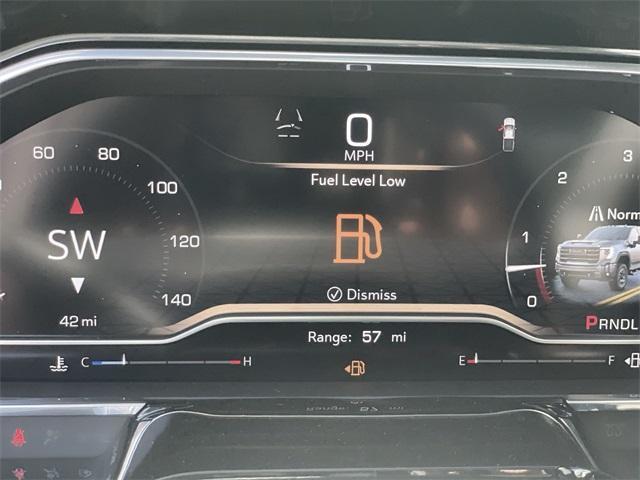 0
MPH
Fuel Level Low
60 80
100
120
140
SW
42 mi
Dismiss
Range: 57 mi
C H
E F
3
2
1
0
Norm
PRNDL